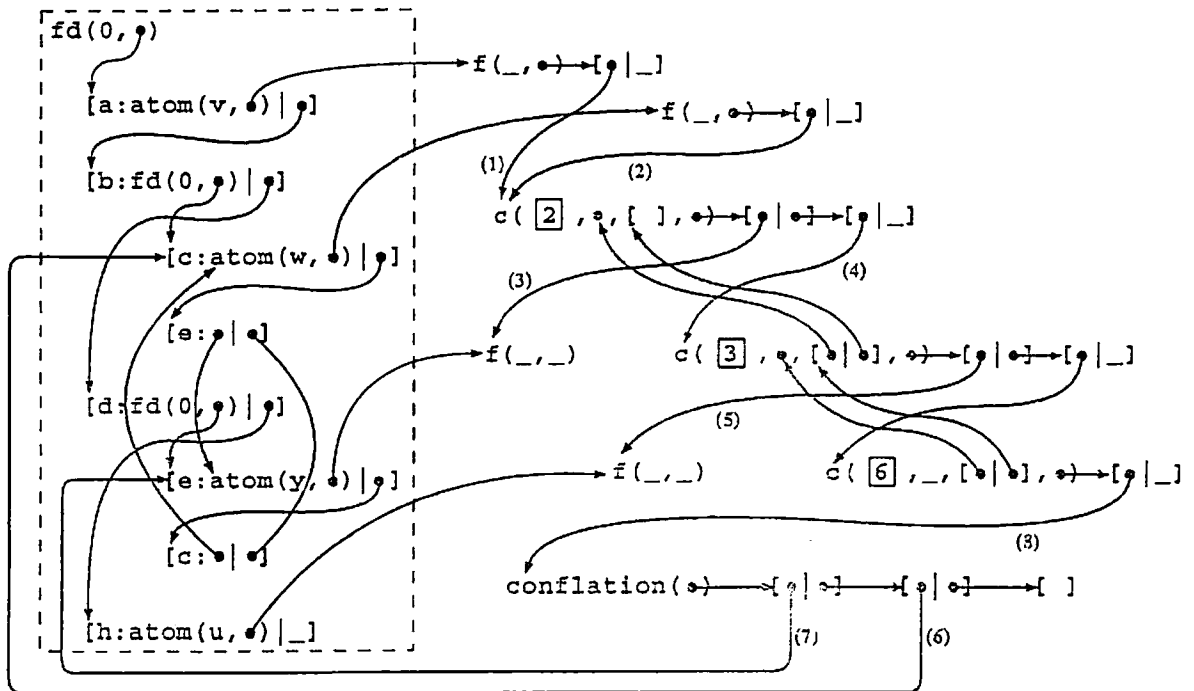 fd(0, )
f(_, ) [ |_]
[a:atom(v, )| ]
f(_, ) [ |_]
(1)
(2)
[b:fd(0, )| ]
c( 2 , ,[ ], ) [ | ] [ |_]
[c:atom(w, )| ]
(3)
(4)
[e: | ]
f(_,_)
c( 3 , ,[ | ], ) [ | ] [ |_]
[d:fd(0, )| ]
(5)
[e:atom(y, )| ]
f(_,_)
c( 6 ,_,[ | ], ) [ |_]
[c: | ]
(8)
conflation( ) [ | ] [ | ] [ ]
[h:atom(u, )|_]
(7)
(6)